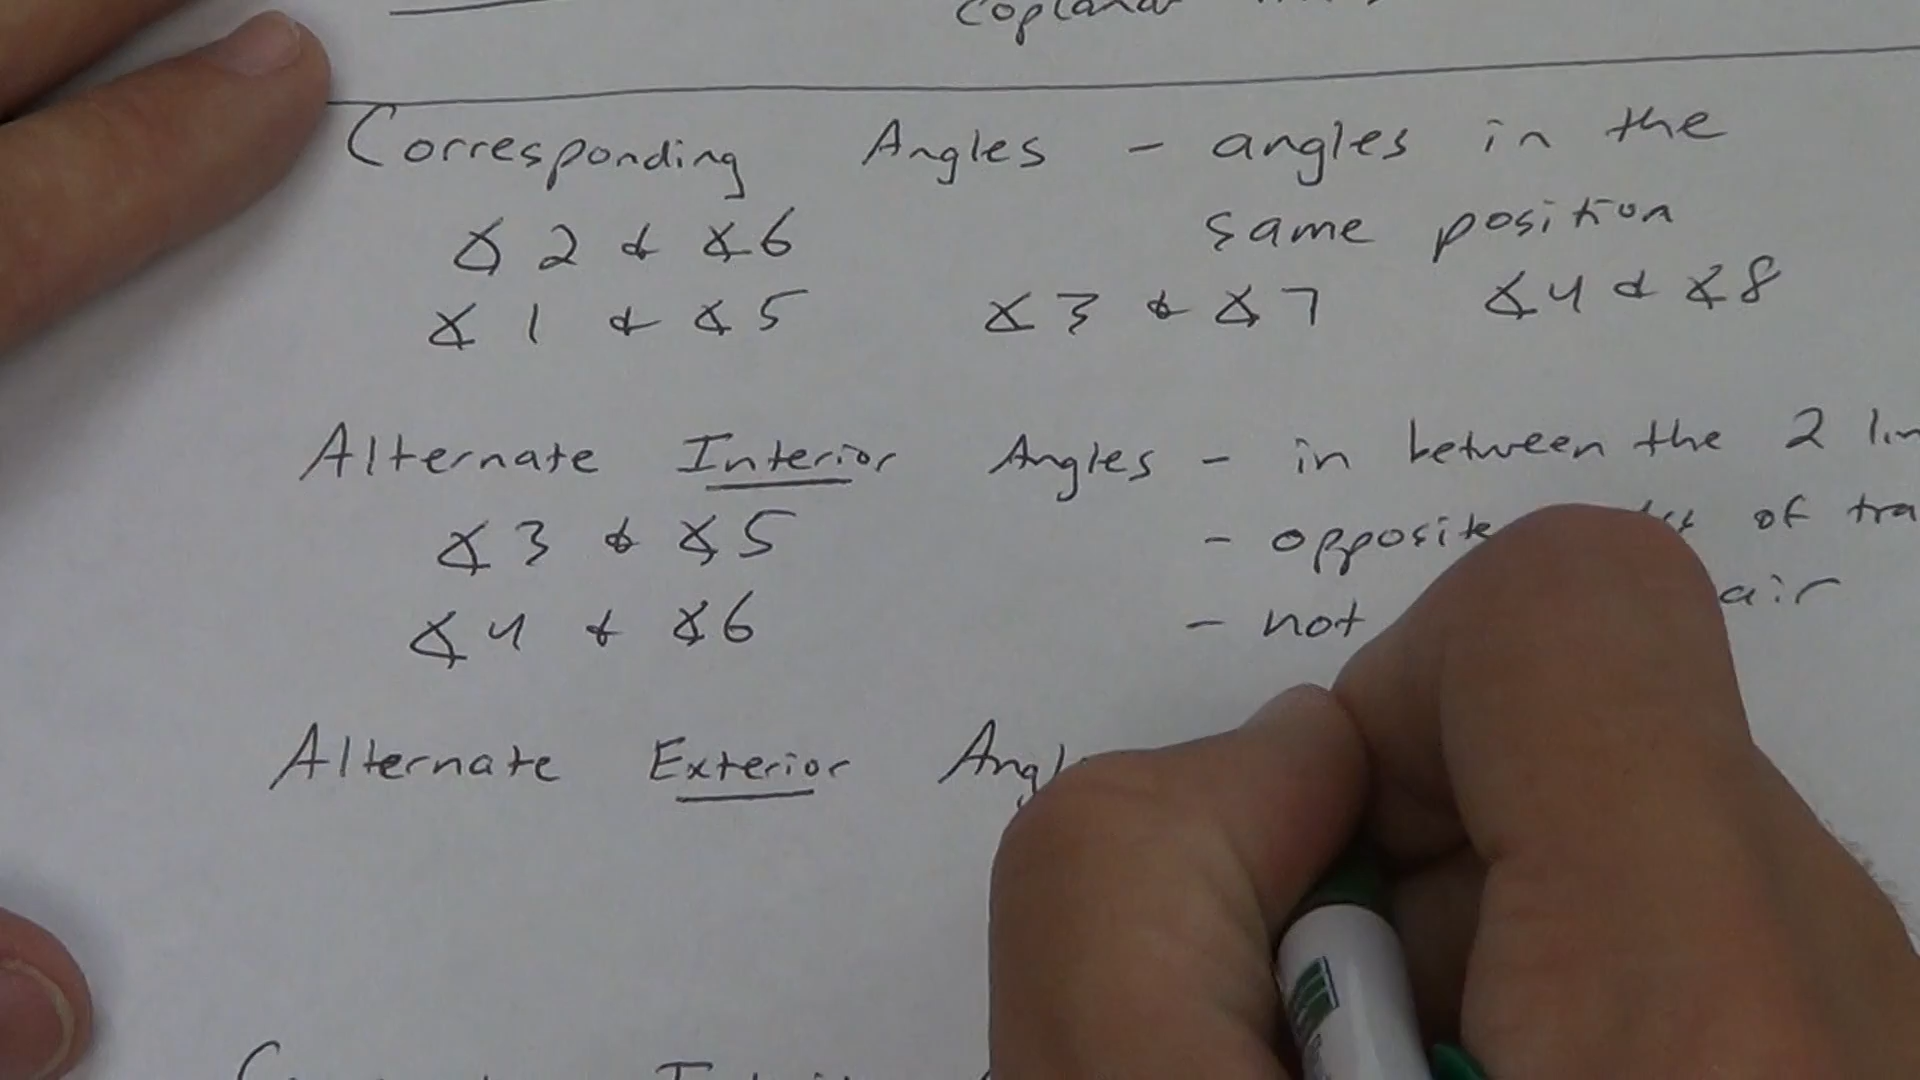 Coplanar
Corresponding Angles - angles in the
same position
∡2 & ∡6
∡1 & ∡5 ∡3 & ∡7 ∡4 & ∡8
Alternate Interior Angles - in between the 2
- opposite of
∡3 & ∡5
- not
∡4 & ∡6
Alternate Exterior